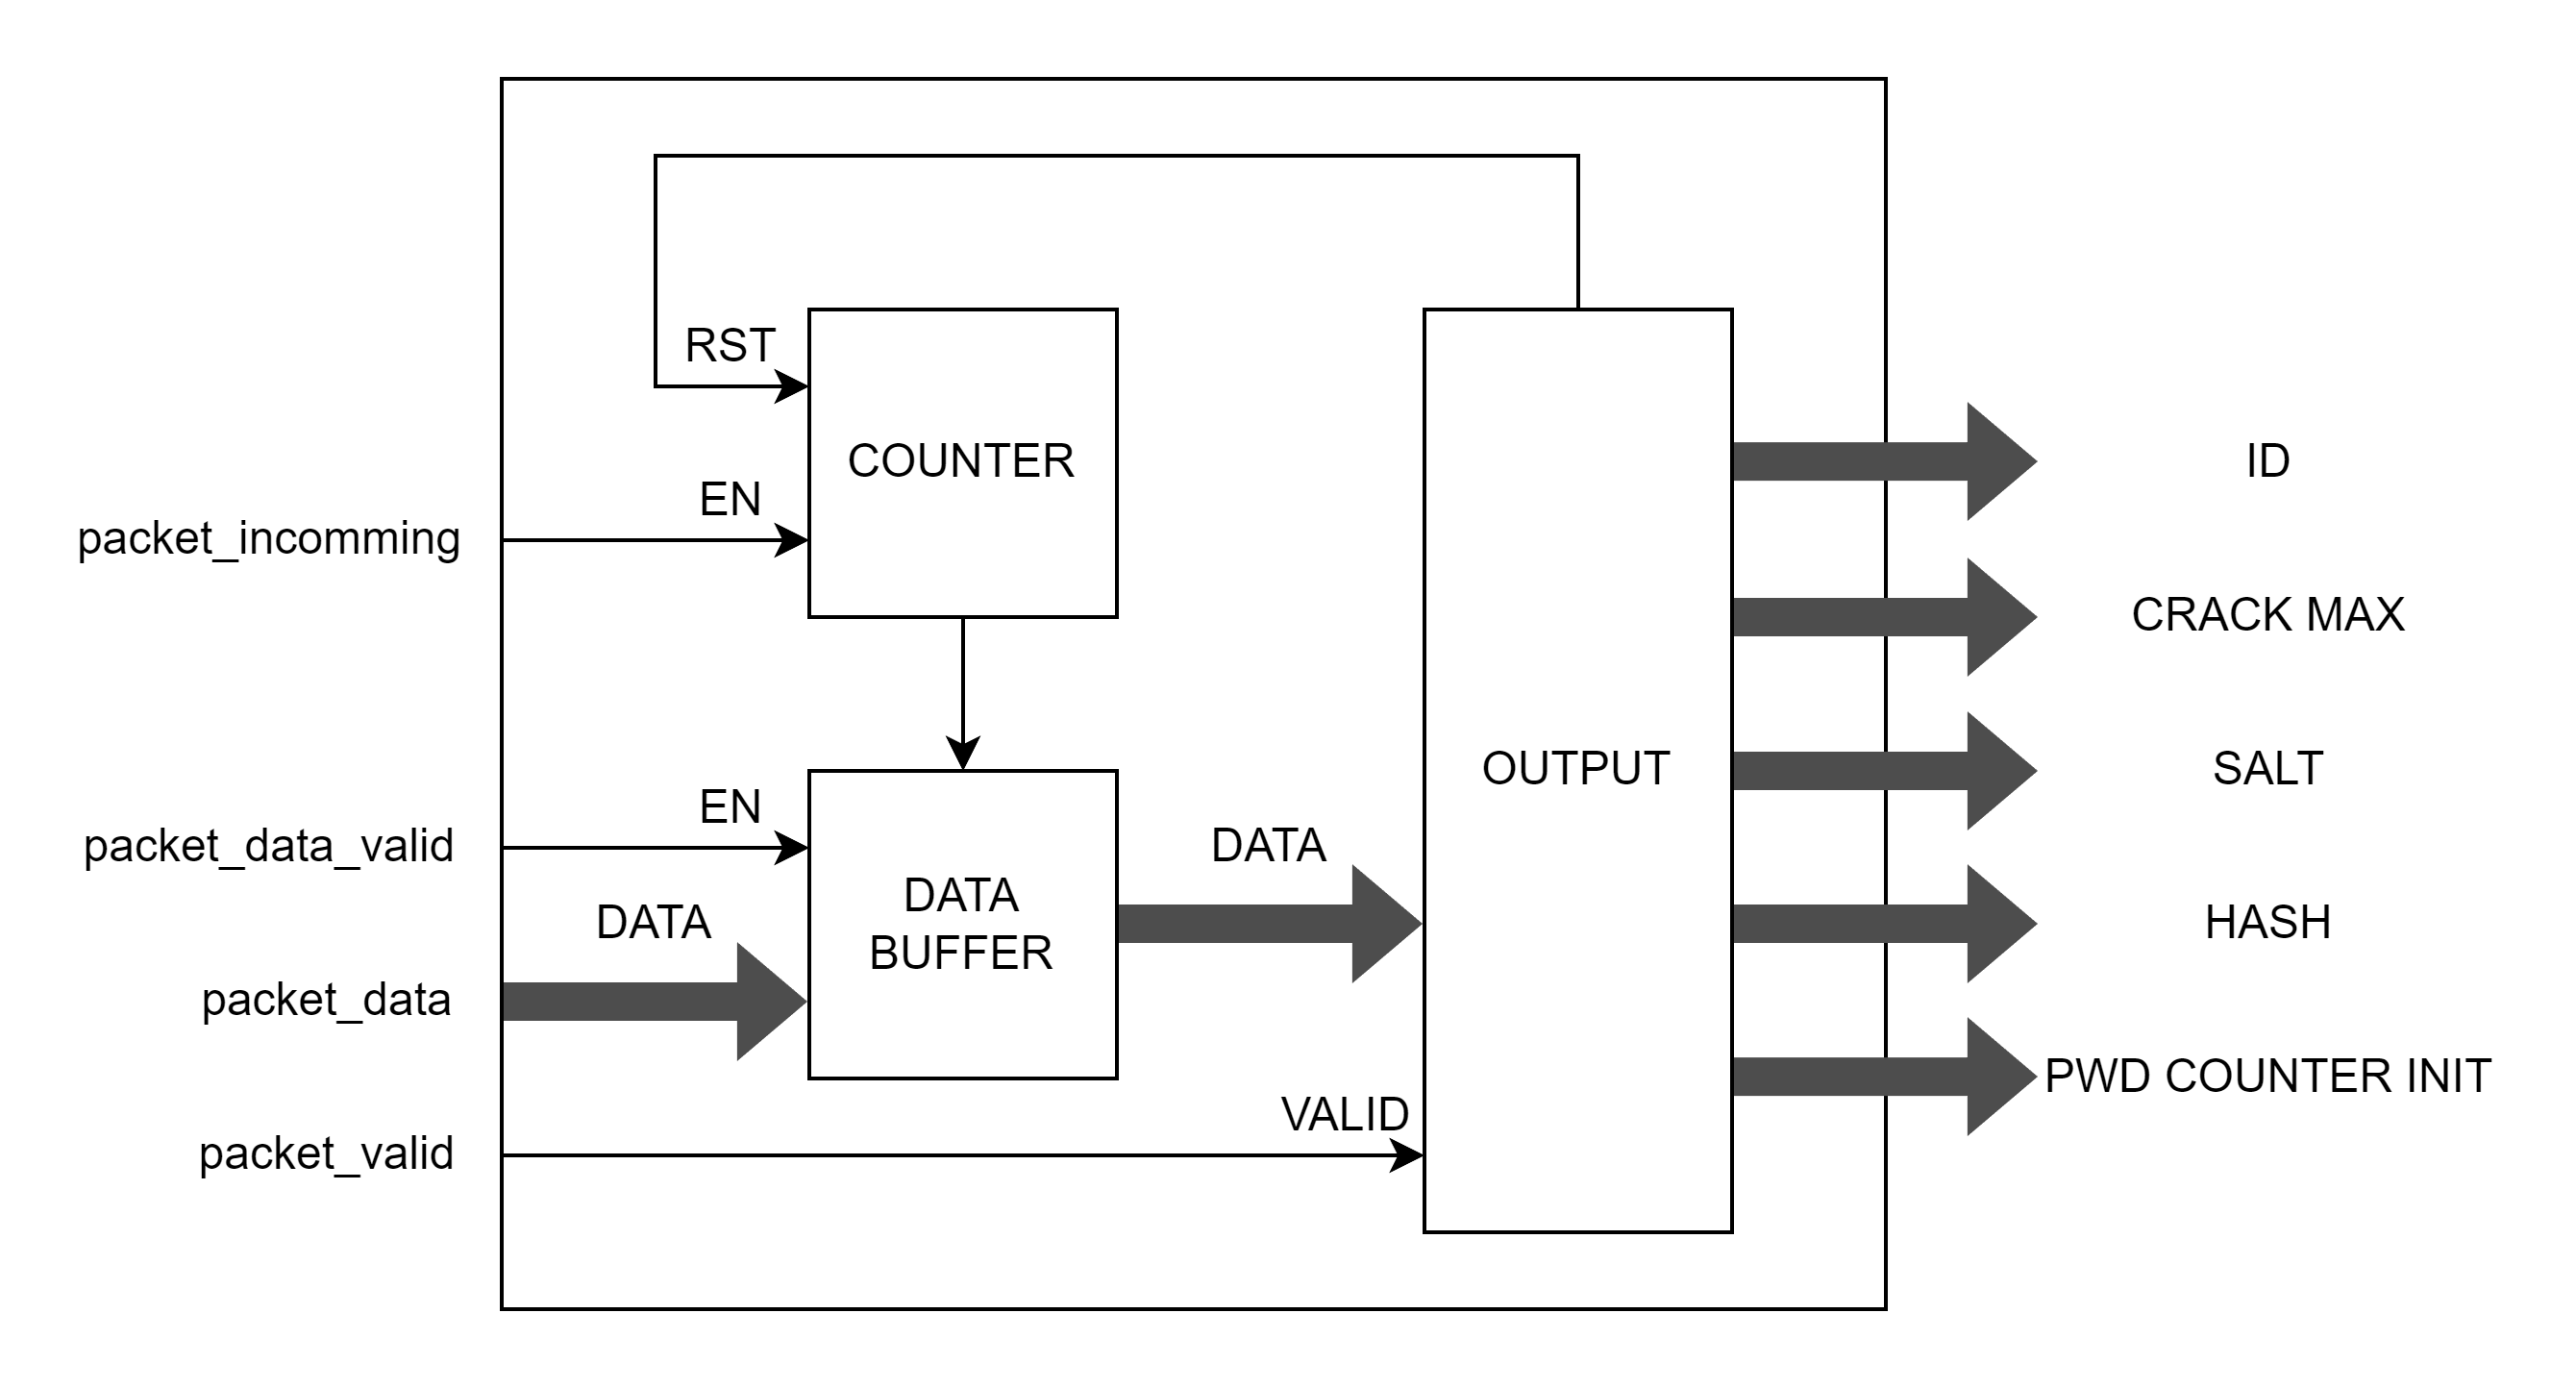 RST
COUNTER
ID
EN
packet_incomming
CRACK MAX
OUTPUT
SALT
EN
packet_data_valid
DATA
DATA
BUFFER
DATA
HASH
packet_data
PWD COUNTER INIT
VALID
packet_valid